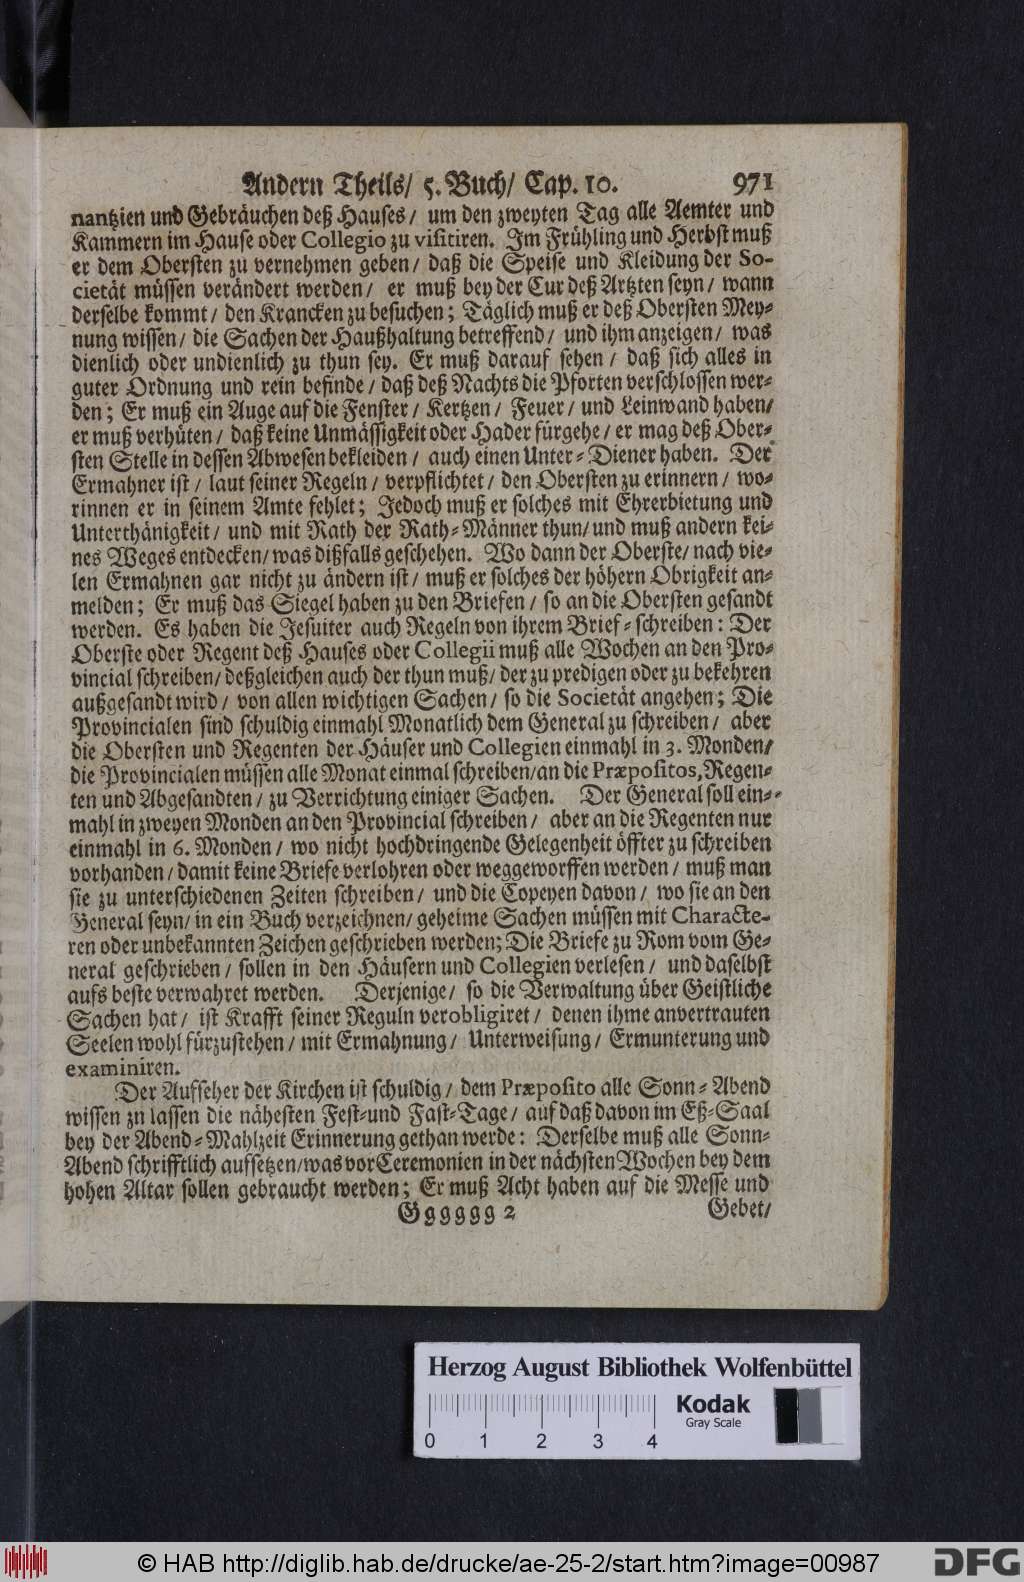 Andern Theils/ 5. Buch/ Cap. 10. 971
nantzien und Gebräuchen deß Hauses/ um den zweyten Tag alle Aemter und
Kammern im Hause oder Collegio zu visitiren. Im Frühling und Herbst muß
er dem Obersten zu vernehmen geben/ daß die Speise und Kleidung der So-
cietät müssen verändert werden/ er muß bey der Cur deß Artzten seyn/ wann
derselbe kommt/ den Krancken zu besuchen; Täglich muß er deß Obersten Mey-
nung wissen/ die Sachen der Haußhaltung betreffend/ und ihm anzeigen/ was
dienlich oder undienlich zu thun sey. Er muß darauf sehen/ daß sich alles in
guter Ordnung und rein befinde/ daß deß Nachts die Pforten verschlossen wer-
den; Er muß ein Auge auf die Fenster/ Kertzen/ Feuer/ und Leinwand haben/
er muß verhüten/ daß keine Unmässigkeit oder Hader fürgehe/ er mag deß Ober-
sten Stelle in dessen Abwesen bekleiden/ auch einen Unter-Diener haben. Der
Ermahner ist/ laut seiner Regeln/ verpflichtet/ den Obersten zu erinnern/ wo-
rinnen er in seinem Amte fehlet; Jedoch muß er solches mit Ehrerbietung und
Unterthänigkeit/ und mit Rath der Rath-Männer thun/ und muß andern kei-
nes Weges entdecken/ was dißfalls geschehen. Wo dann der Oberste/ nach vie-
len Ermahnen gar nicht zu ändern ist/ muß er solches der höhern Obrigkeit an-
melden; Er muß das Siegel haben zu den Briefen/ so an die Obersten gesandt
werden. Es haben die Jesuiter auch Regeln von ihrem Brief-schreiben: Der
Oberste oder Regent deß Hauses oder Collegii muß alle Wochen an den Pro-
vincial schreiben/ deßgleichen auch der thun muß/ der zu predigen oder zu bekehren
außgesandt wird/ von allen wichtigen Sachen/ so die Societät angehen; Die
Provincialen sind schuldig einmahl Monatlich dem General zu schreiben/ aber
die Obersten und Regenten der Häuser und Collegien einmahl in 3. Monden/
die Provincialen müssen alle Monat einmal schreiben/ an die Præpositos, Regen-
ten und Abgesandten/ zu Verrichtung einiger Sachen. Der General soll ein-
mahl in zweyen Monden an den Provincial schreiben/ aber an die Regenten nur
einmahl in 6. Monden/ wo nicht hochdringende Gelegenheit öffter zu schreiben
vorhanden/ damit keine Briefe verlohren oder weggeworffen werden/ muß man
sie zu unterschiedenen Zeiten schreiben/ und die Copeyen davon/ wo sie an den
General seyn/ in ein Buch verzeichnen/ geheime Sachen müssen mit Characte-
ren oder unbekannten Zeichen geschrieben werden; Die Briefe zu Rom vom Ge-
neral geschrieben/ sollen in den Häusern und Collegien verlesen/ und daselbst
aufs beste verwahret werden. Derjenige/ so die Verwaltung über Geistliche
Sachen hat/ ist Krafft seiner Reguln verobligiret/ denen ihme anvertrauten
Seelen wohl fürzustehen/ mit Ermahnung/ Unterweisung/ Ermunterung und
examiniren.
Der Aufseher der Kirchen ist schuldig/ dem Præposito alle Sonn-Abend
wissen zu lassen die nähesten Fest-und Fast-Tage/ auf daß davon im Eß-Saal
bey der Abend-Mahlzeit Erinnerung gethan werde: Derselbe muß alle Sonn-
Abend schrifftlich aufsetzen/ was vor Ceremonien in der nächsten Wochen bey dem
hohen Altar sollen gebraucht werden; Er muß Acht haben auf die Messe und
Gggggg 2 Gebet/
Herzog August Bibliothek Wolfenbüttel
Kodak
Gray Scale
0 1 2 3 4
© HAB http://diglib.hab.de/drucke/ae-25-2/start.htm?image=00987
DFG